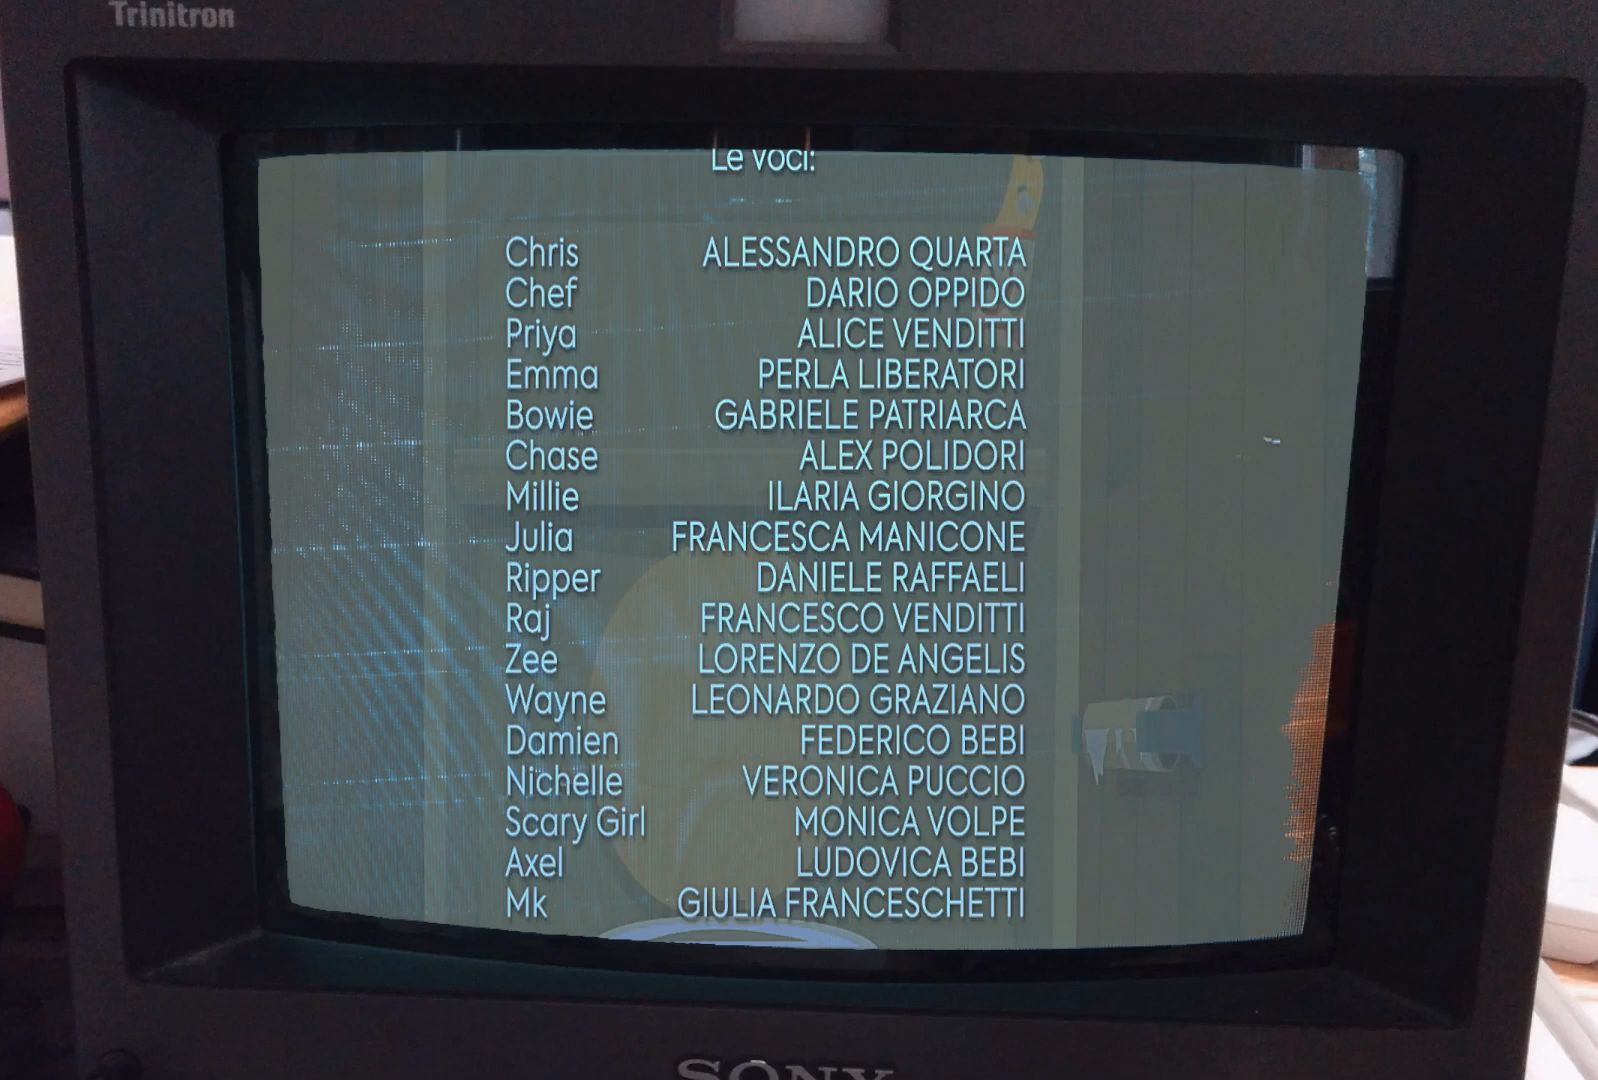 Trinitron
Le voci:
Chris ALESSANDRO QUARTA
Chef DARIO OPPIDO
Priya ALICE VENDITTI
Emma PERLA LIBERATORI
Bowie GABRIELE PATRIARCA
Chase ALEX POLIDORI
Millie ILARIA GIORGINO
Julia FRANCESCA MANICONE
Ripper DANIELE RAFFAELI
Raj FRANCESCO VENDITTI
Zee LORENZO DE ANGELIS
Wayne LEONARDO GRAZIANO
Damien FEDERICO BEBI
Nichelle VERONICA PUCCIO
Scary Girl MONICA VOLPE
Axel LUDOVICA BEBI
Mk GIULIA FRANCESCHETTI
SONY